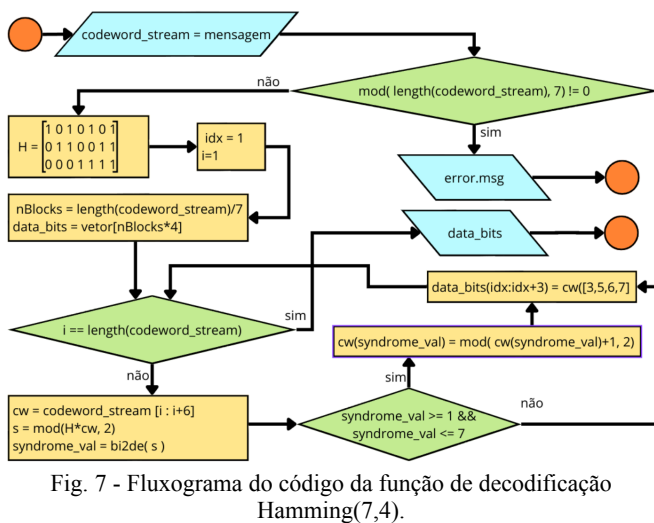 codeword_stream = mensagem
não
mod( length(codeword_stream), 7) != 0
sim
H =
1 0 1 0 1 0 1
0 1 1 0 0 1 1
0 0 0 1 1 1 1
idx = 1
i=1
error.msg
nBlocks = length(codeword_stream)/7
data_bits = vetor[nBlocks*4]
data_bits
data_bits(idx:idx+3) = cw([3,5,6,7]
i == length(codeword_stream)
sim
cw(syndrome_val) = mod( cw(syndrome_val)+1, 2)
não
sim
cw = codeword_stream [i : i+6]
s = mod(H*cw, 2)
syndrome_val = bi2de( s )
syndrome_val >= 1 &&
syndrome_val <= 7
não
Fig. 7 - Fluxograma do código da função de decodificação
Hamming(7,4).